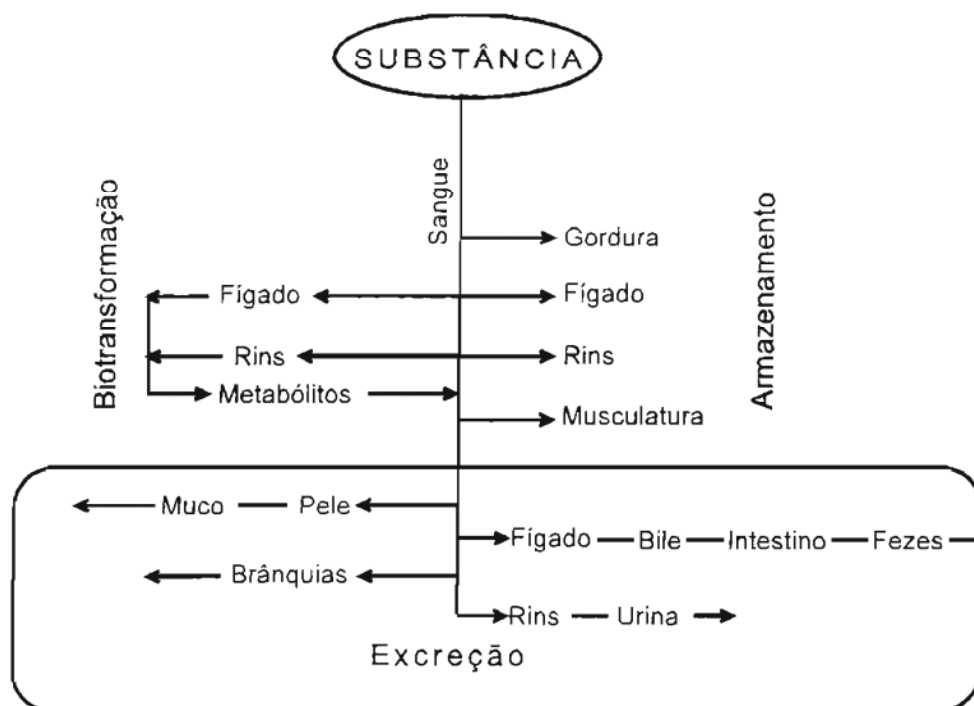 SUBSTÂNCIA
Sangue
Biotransformação
Armazenamento
Gordura
Fígado Fígado
Rins Rins
Metabólitos
Musculatura
Muco Pele
Fígado Bile Intestino Fezes
Brânquias
Rins Urina
Excreção